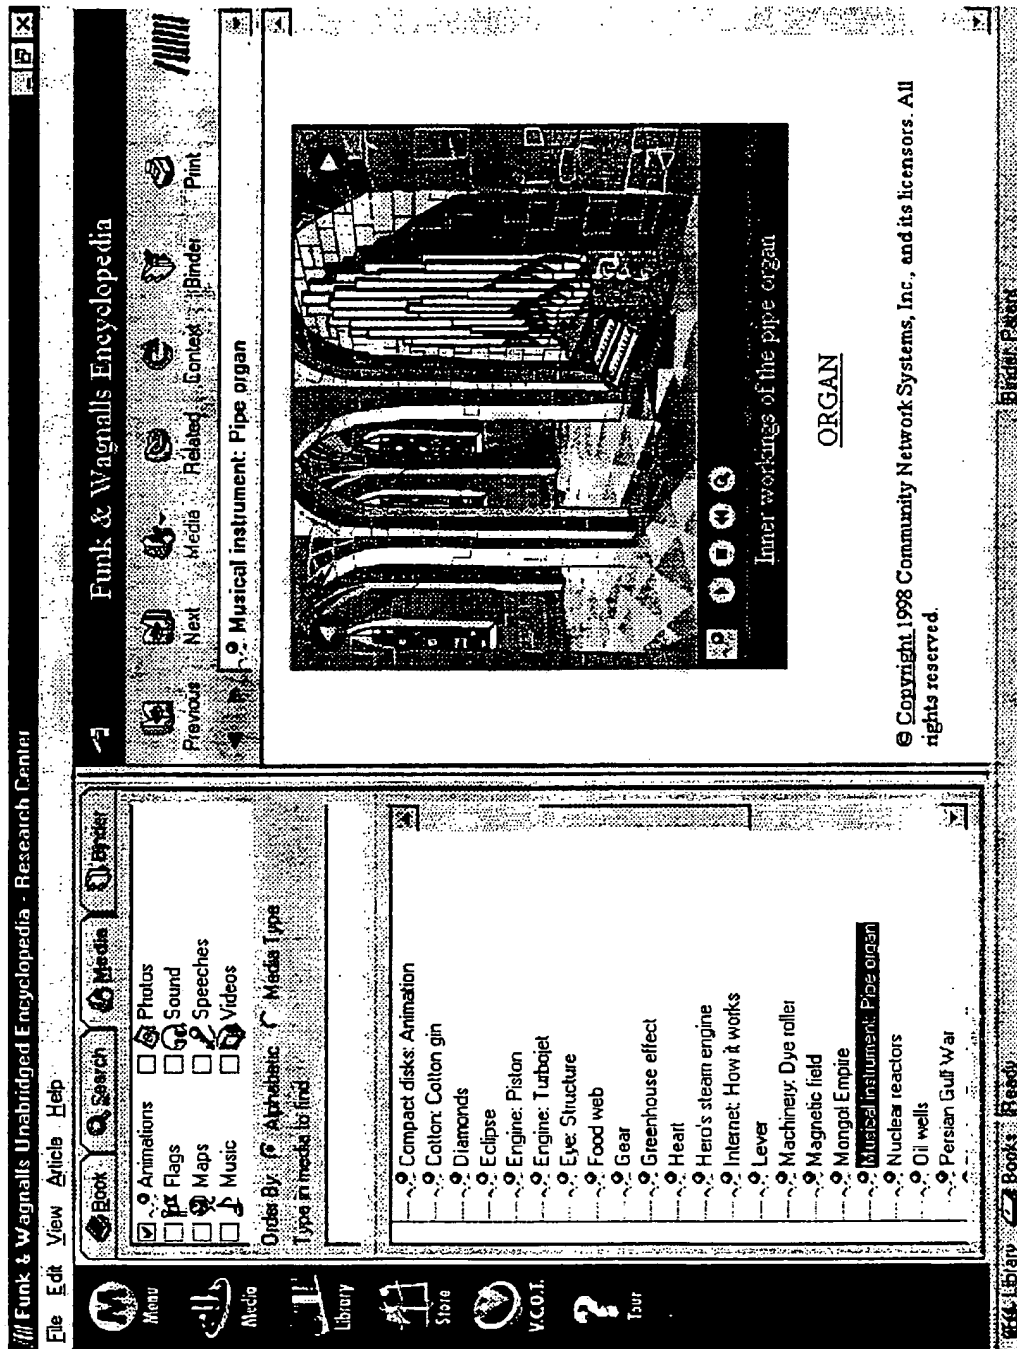 Funk & Wagnalls Unabridged Encyclopedia - Research Center
File Edit View Article Help
Menu
Media
Library
Store
V.C.O.T.
Tour
Book Search Media Binder
Animations Photos
Flags Sound
Maps Speeches
Music Videos
Order By: Alphabetic Media Type
Type in media to find
Compact disks: Animation
Cotton: Cotton gin
Diamonds
Eclipse
Engine: Piston
Engine: Turbojet
Eye: Structure
Food web
Gear
Greenhouse effect
Heart
Hero's steam engine
Internet: How it works
Lever
Machinery: Dye roller
Magnetic field
Mongol Empire
Musical instrument: Pipe organ
Nuclear reactors
Oil wells
Persian Gulf War
Funk & Wagnalls Encyclopedia
Previous Next Media Related Context Binder Print
Musical instrument: Pipe organ
Inner workings of the pipe organ
ORGAN
© Copyright 1998 Community Network Systems, Inc., and its licensors. All
rights reserved.
Library Books Ready Binder: Patent